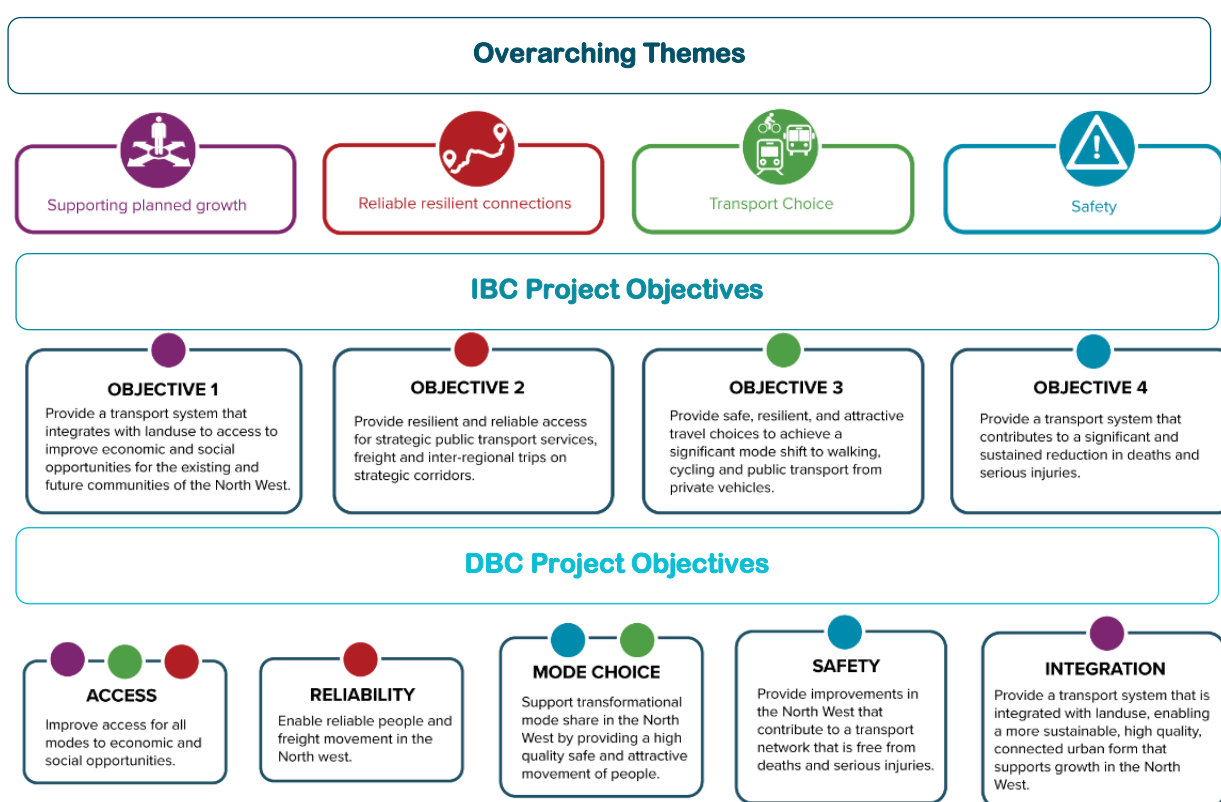 Overarching Themes
Supporting planned growth
Reliable resilient connections
Transport Choice
Safety
IBC Project Objectives
OBJECTIVE 1
Provide a transport system that
integrates with landuse to access to
improve economic and social
opportunities for the existing and
future communities of the North West.
OBJECTIVE 2
Provide resilient and reliable access
for strategic public transport services,
freight and inter-regional trips on
strategic corridors.
OBJECTIVE 3
Provide safe, resilient, and attractive
travel choices to achieve a
significant mode shift to walking,
cycling and public transport from
private vehicles.
OBJECTIVE 4
Provide a transport system that
contributes to a significant and
sustained reduction in deaths and
serious injuries.
DBC Project Objectives
ACCESS
Improve access for all
modes to economic and
social opportunities.
RELIABILITY
Enable reliable people and
freight movement in the
North west.
MODE CHOICE
Support transformational
mode share in the North
West by providing a high
quality safe and attractive
movement of people.
SAFETY
Provide improvements in
the North West that
contribute to a transport
network that is free from
deaths and serious injuries.
INTEGRATION
Provide a transport system that is
integrated with landuse, enabling
a more sustainable, high quality,
connected urban form that
supports growth in the North
West.